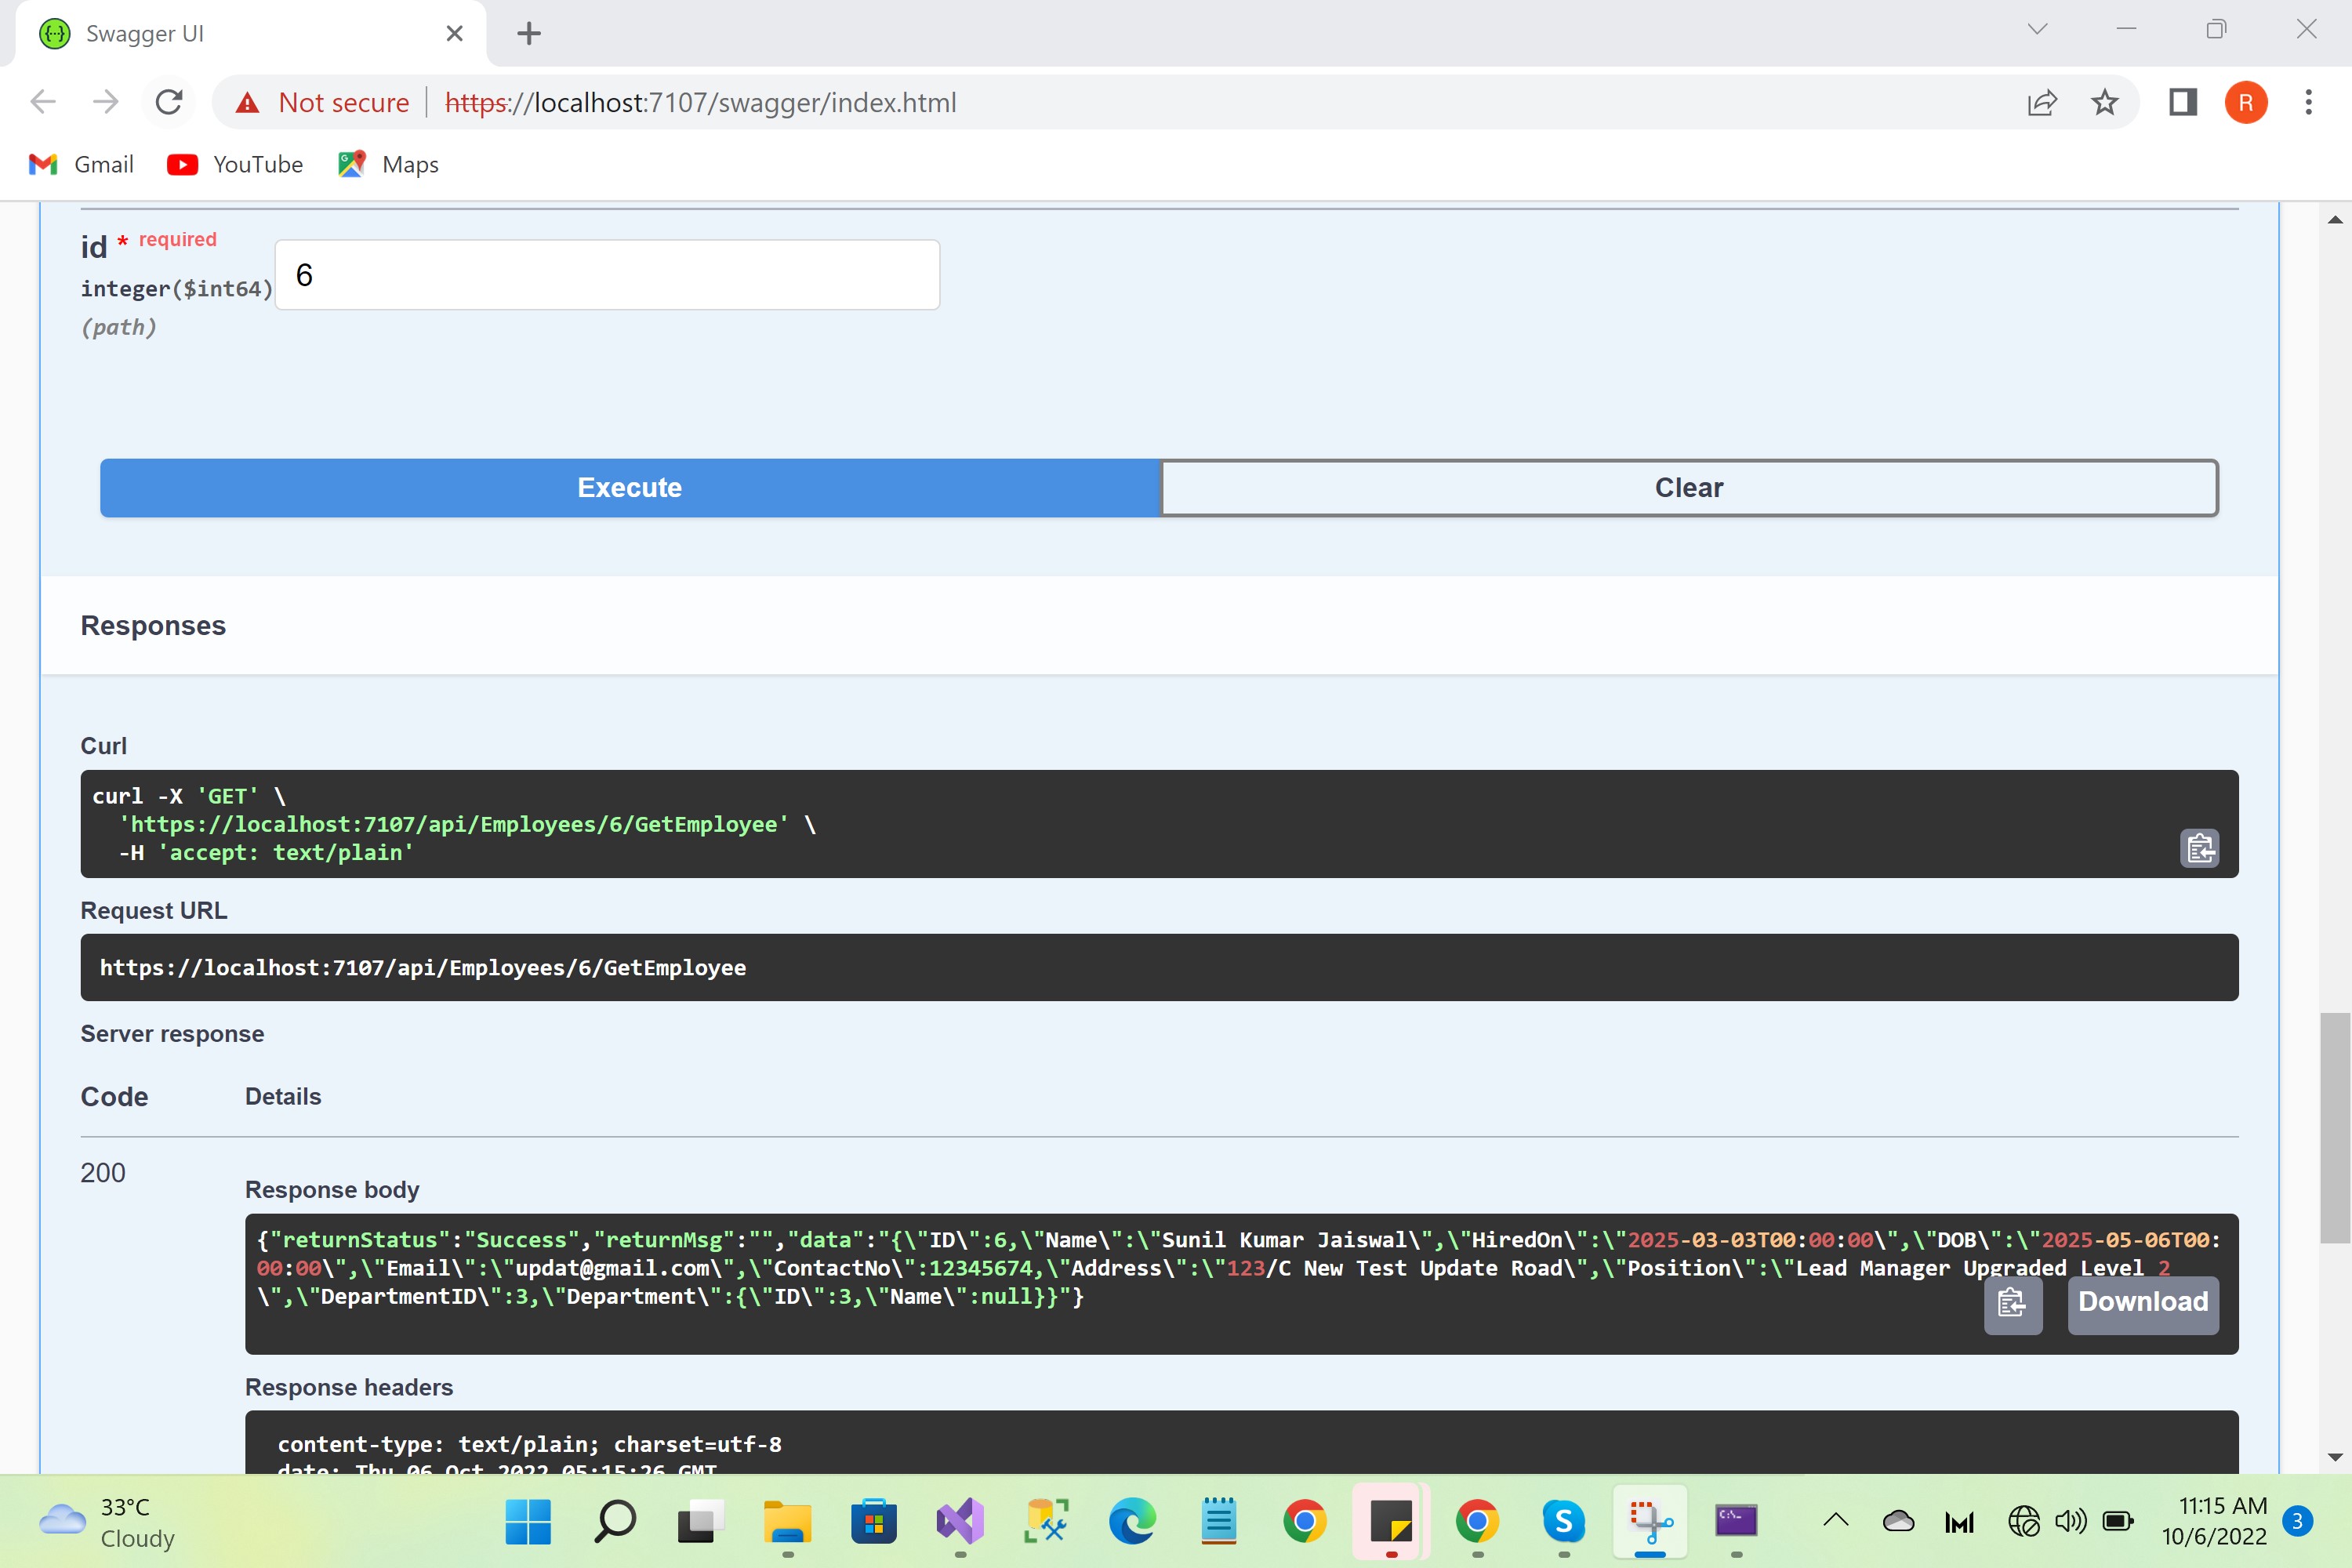 Swagger UI
Not secure
https://localhost:7107/swagger/index.html
R
Gmail
YouTube
Maps
id * required
integer($int64)
(path)
6
Execute
Clear
Responses
Curl
curl -X 'GET' \
'https://localhost:7107/api/Employees/6/GetEmployee' \
-H 'accept: text/plain'
Request URL
https://localhost:7107/api/Employees/6/GetEmployee
Server response
Code
Details
200
Response body
{"returnStatus":"Success","returnMsg":"","data":"{\"ID\":6,\"Name\":\"Sunil Kumar Jaiswal\",\"HiredOn\":\"2025-03-03T00:00:00\",\"DOB\":\"2025-05-06T00:
00:00\",\"Email\":\"updat@gmail.com\",\"ContactNo\":12345674,\"Address\":\"123/C New Test Update Road\",\"Position\":\"Lead Manager Upgraded Level 2
\",\"DepartmentID\":3,\"Department\":{\"ID\":3,\"Name\":null}}"}
Download
Response headers
content-type: text/plain; charset=utf-8
date: Thu 06 Oct 2022 05:15:26 GMT
33°C
Cloudy
11:15 AM
10/6/2022
3